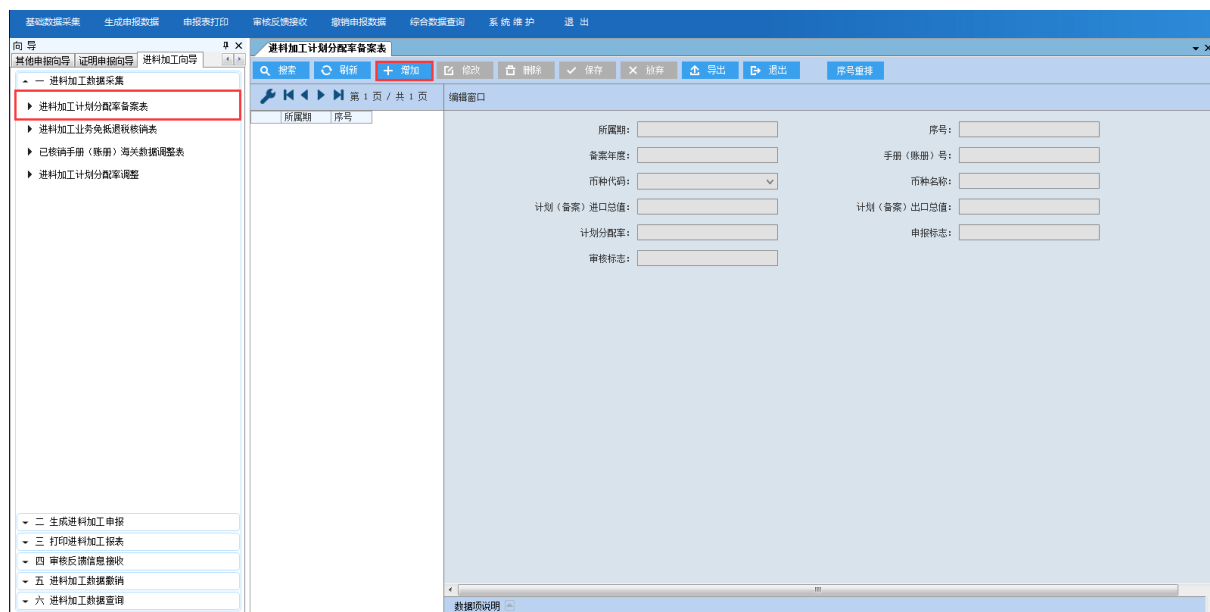 基础数据采集 生成申报数据 申报表打印 审核反馈接收 撤销申报数据 综合数据查询 系统维护 退出
向导
其他申报向导 证明申报向导 进料加工向导
一 进料加工数据采集
进料加工计划分配率备案表
进料加工业务免抵退税核销表
已核销手册（账册）海关数据调整表
进料加工计划分配率调整
二 生成进料加工申报
三 打印进料加工报表
四 审核反馈信息接收
五 进料加工数据撤销
六 进料加工数据查询
进料加工计划分配率备案表
搜索 刷新 增加 修改 删除 保存 放弃 导出 退出 序号重排
第 1 页 / 共 1 页
所属期 序号
编辑窗口
所属期： 序号：
备案年度： 手册（账册）号：
币种代码： 币种名称：
计划（备案）进口总值： 计划（备案）出口总值：
计划分配率： 申报标志：
审核标志：
数据项说明